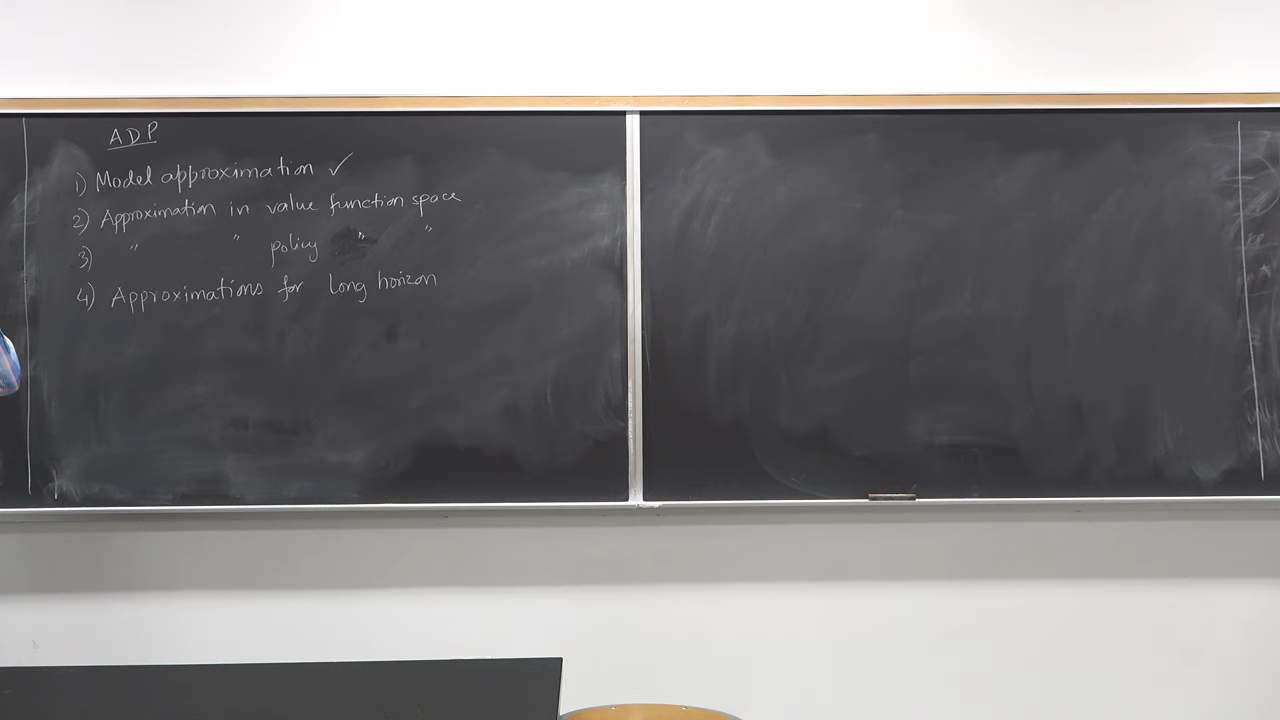 ADP
1) Model approximation ✓
2) Approximation in value function space
3) " " policy " "
4) Approximations for long horizon